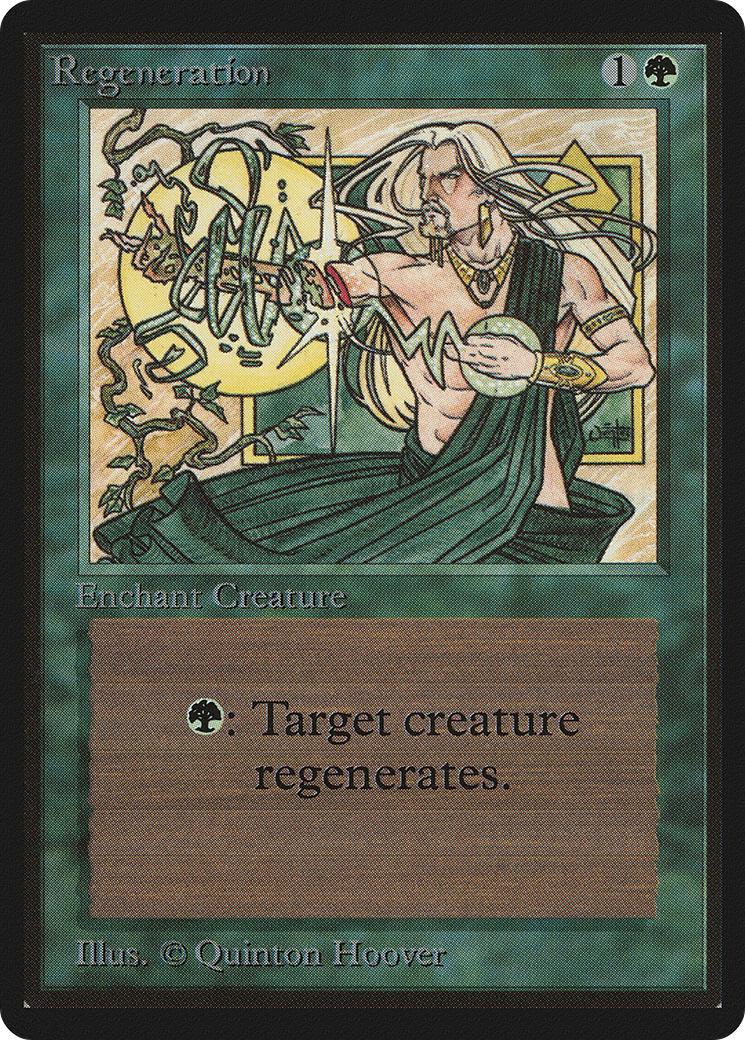 Regeneration 1
Enchant Creature
: Target creature
regenerates.
Illus. © Quinton Hoover